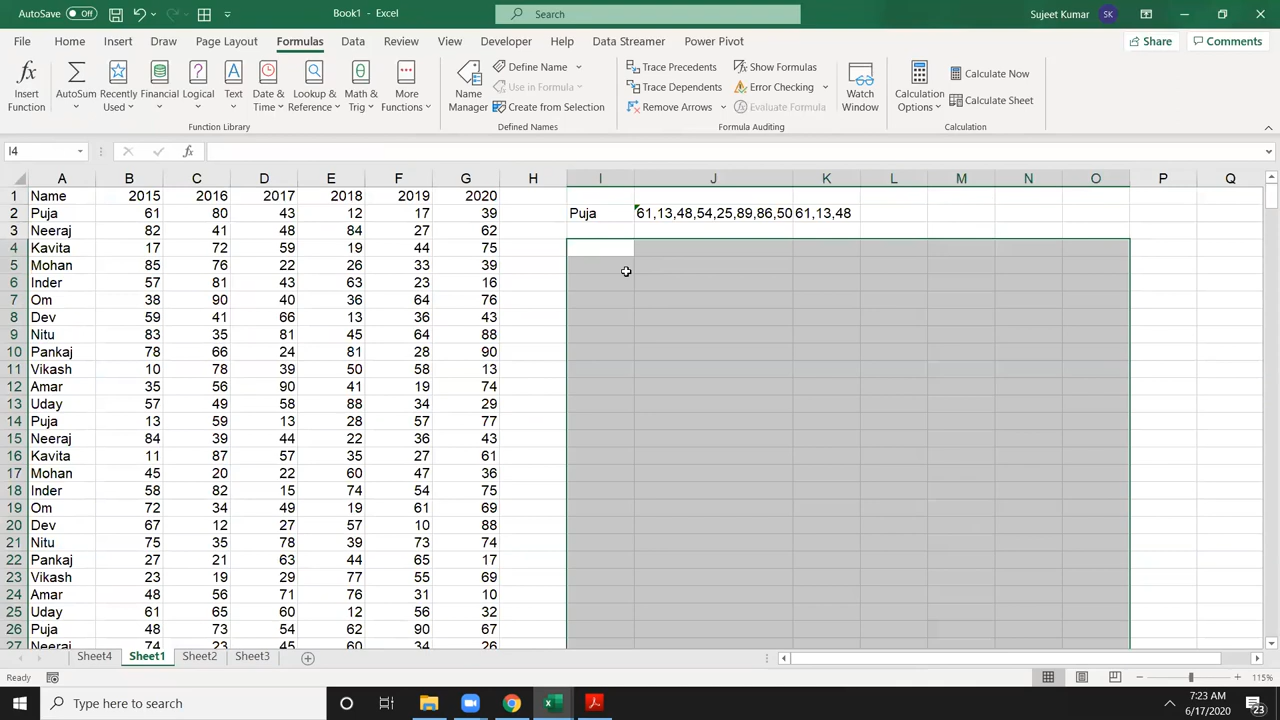 AutoSave Off Book1 - Excel Search Sujeet Kumar SK
File Home Insert Draw Page Layout Formulas Data Review View Developer Help Data Streamer Power Pivot Share Comments
Insert Function AutoSum Recently Used Financial Logical Text Date & Time Lookup & Reference Math & Trig More Functions Name Manager Define Name Use in Formula Create from Selection Trace Precedents Trace Dependents Remove Arrows Show Formulas Error Checking Evaluate Formula Watch Window Calculation Options Calculate Now Calculate Sheet
Function Library Defined Names Formula Auditing Calculation
I4 fx
A B C D E F G H I J K L M N O P Q
1 Name 2015 2016 2017 2018 2019 2020
2 Puja 61 80 43 12 17 39 Puja 61,13,48,54,25,89,86,50 61,13,48
3 Neeraj 82 41 48 84 27 62
4 Kavita 17 72 59 19 44 75
5 Mohan 85 76 22 26 33 39
6 Inder 57 81 43 63 23 16
7 Om 38 90 40 36 64 76
8 Dev 59 41 66 13 36 43
9 Nitu 83 35 81 45 64 88
10 Pankaj 78 66 24 81 28 90
11 Vikash 10 78 39 50 58 13
12 Amar 35 56 90 41 19 74
13 Uday 57 49 58 88 34 29
14 Puja 13 59 13 28 57 77
15 Neeraj 84 39 44 22 36 43
16 Kavita 11 87 57 35 27 61
17 Mohan 45 20 22 60 47 36
18 Inder 58 82 15 74 54 75
19 Om 72 34 49 19 61 69
20 Dev 67 12 27 57 10 88
21 Nitu 75 35 78 39 73 74
22 Pankaj 27 21 63 44 65 17
23 Vikash 23 19 29 77 55 69
24 Amar 48 56 71 76 31 10
25 Uday 61 65 60 12 56 32
26 Puja 48 73 54 62 90 67
27 Neeraj 74 23 45 60 34 26
Sheet4 Sheet1 Sheet2 Sheet3
Ready 115%
Type here to search 7:23 AM
6/17/2020 23